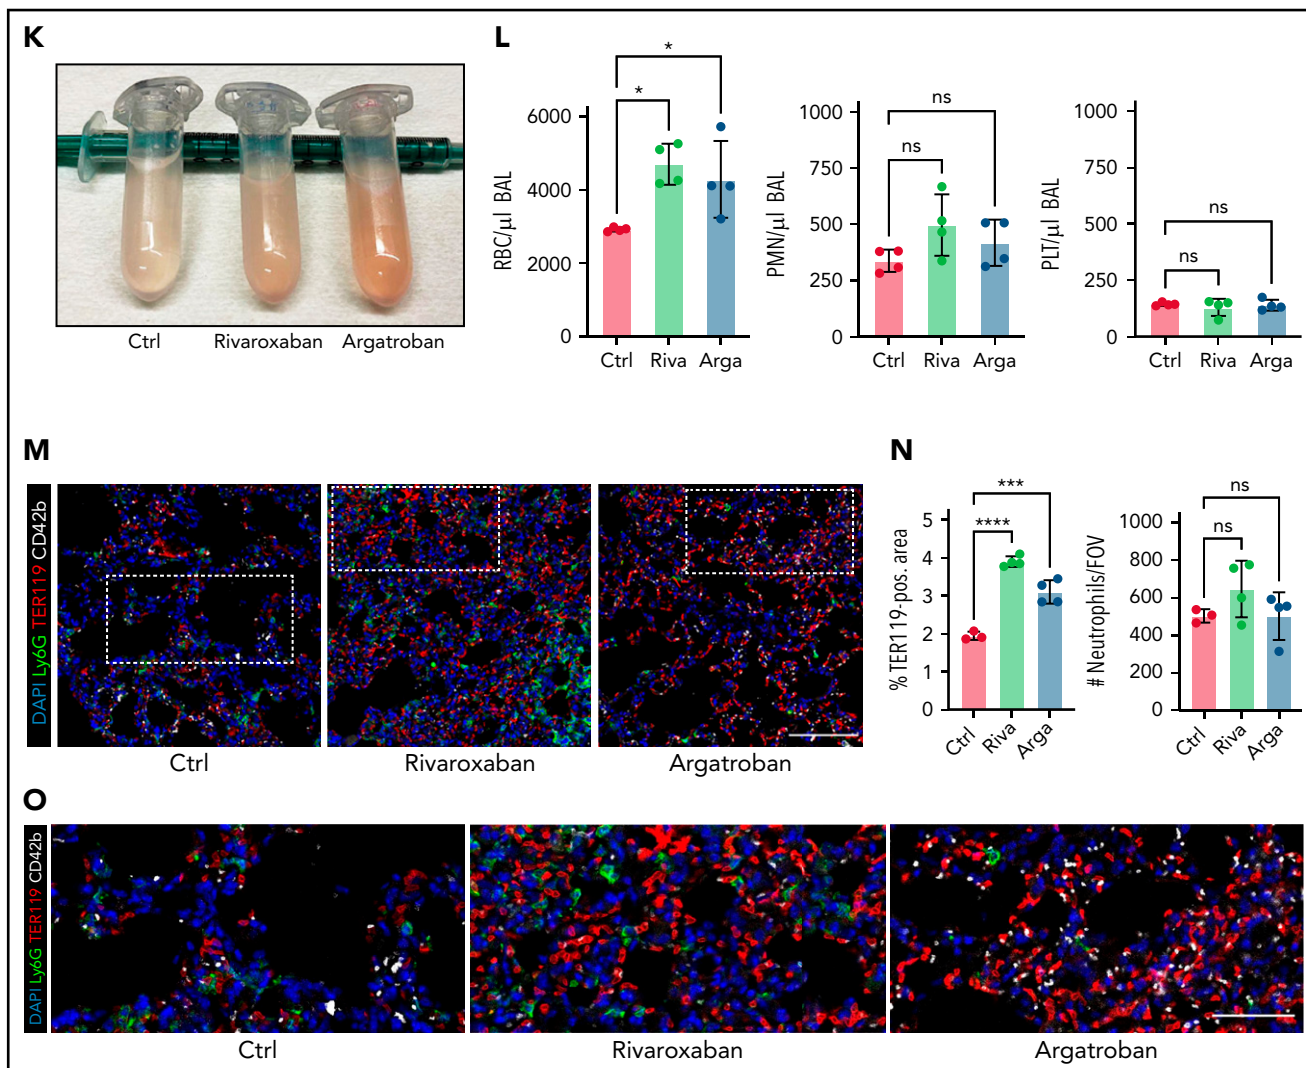 K
Ctrl
Rivaroxaban
Argatroban
L
RBC/µl BAL
6000
4000
2000
0
*
*
Ctrl
Riva
Arga
PMN/µl BAL
1000
750
500
250
0
ns
ns
Ctrl
Riva
Arga
PLT/µl BAL
1000
750
500
250
0
ns
ns
Ctrl
Riva
Arga
M
DAPI Ly6G TER119 CD42b
Ctrl
Rivaroxaban
Argatroban
N
% TER119-pos. area
5
4
3
2
1
0
***
****
Ctrl
Riva
Arga
# Neutrophils/FOV
1000
800
600
400
200
0
ns
ns
Ctrl
Riva
Arga
O
DAPI Ly6G TER119 CD42b
Ctrl
Rivaroxaban
Argatroban